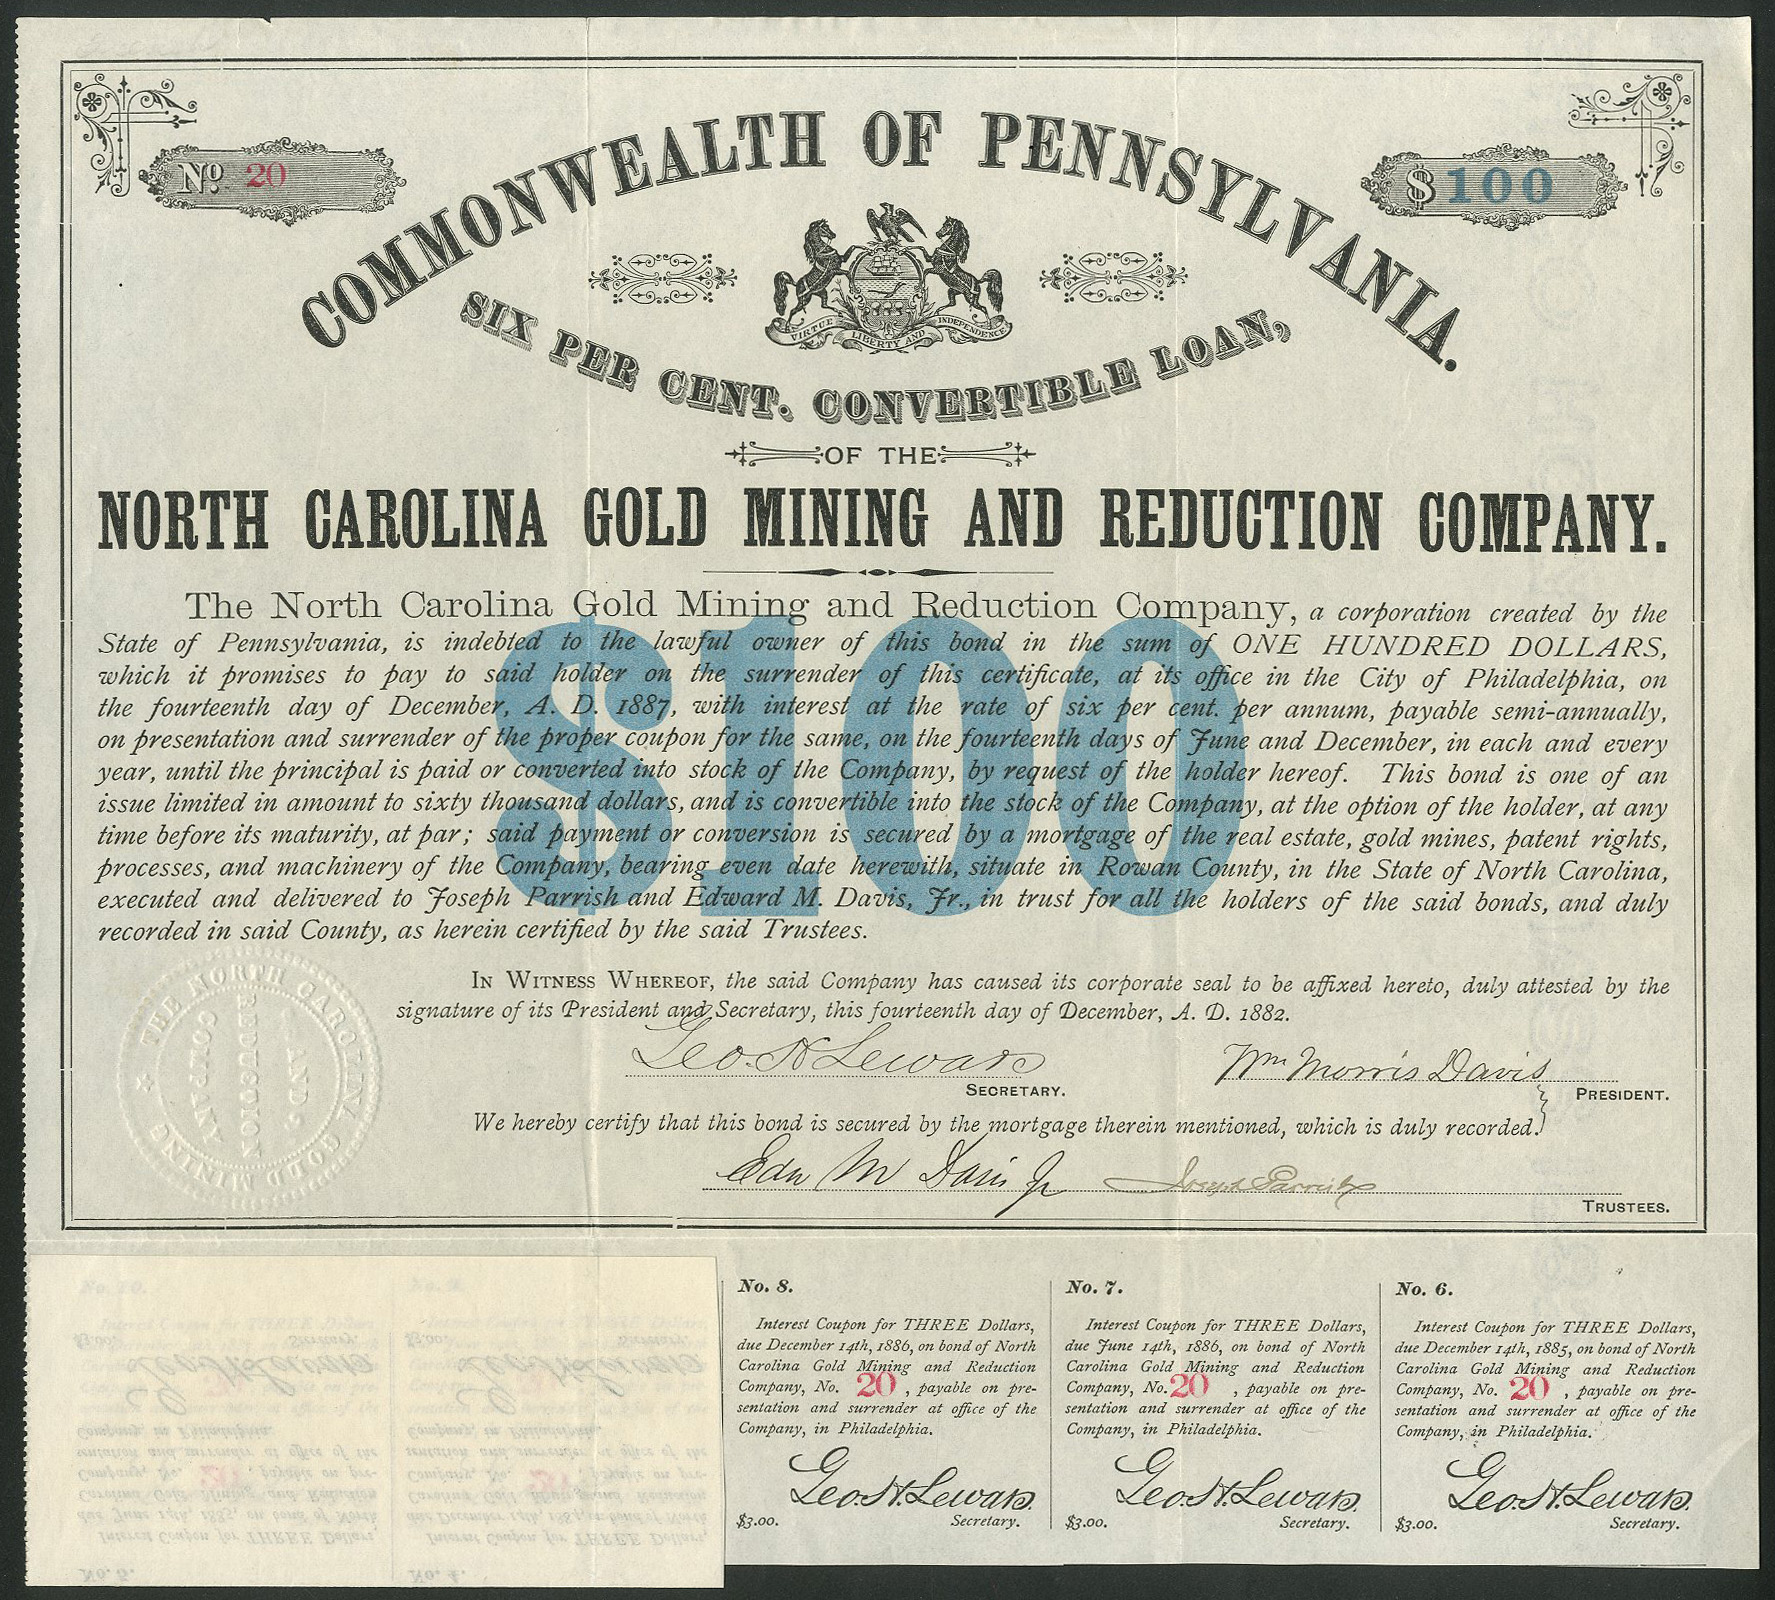 No. 20
$100
COMMONWEALTH OF PENNSYLVANIA.
VIRTUE LIBERTY AND INDEPENDENCE
SIX PER CENT. CONVERTIBLE LOAN,
OF THE
NORTH CAROLINA GOLD MINING AND REDUCTION COMPANY.
$100
The North Carolina Gold Mining and Reduction Company, a corporation created by the
State of Pennsylvania, is indebted to the lawful owner of this bond in the sum of ONE HUNDRED DOLLARS,
which it promises to pay to said holder on the surrender of this certificate, at its office in the City of Philadelphia, on
the fourteenth day of December, A. D. 1887, with interest at the rate of six per cent. per annum, payable semi-annually,
on presentation and surrender of the proper coupon for the same, on the fourteenth days of June and December, in each and every
year, until the principal is paid or converted into stock of the Company, by request of the holder hereof. This bond is one of an
issue limited in amount to sixty thousand dollars, and is convertible into the stock of the Company, at the option of the holder, at any
time before its maturity, at par; said payment or conversion is secured by a mortgage of the real estate, gold mines, patent rights,
processes, and machinery of the Company, bearing even date herewith, situate in Rowan County, in the State of North Carolina,
executed and delivered to Joseph Parrish and Edward M. Davis, Jr., in trust for all the holders of the said bonds, and duly
recorded in said County, as herein certified by the said Trustees.
THE NORTH CAROLINA GOLD MINING
AND REDUCTION COMPANY
IN WITNESS WHEREOF, the said Company has caused its corporate seal to be affixed hereto, duly attested by the
signature of its President and Secretary, this fourteenth day of December, A. D. 1882.
Geo. H. Lewars
SECRETARY.
Wm Morris Davis
PRESIDENT.
We hereby certify that this bond is secured by the mortgage therein mentioned, which is duly recorded.
Edw M Davis Jr Joseph Parrish
TRUSTEES.
No. 8.
Interest Coupon for THREE Dollars,
due December 14th, 1886, on bond of North
Carolina Gold Mining and Reduction
Company, No. 20 , payable on pre-
sentation and surrender at office of the
Company, in Philadelphia.
Geo. H. Lewars.
$3.00. Secretary.
No. 7.
Interest Coupon for THREE Dollars,
due June 14th, 1886, on bond of North
Carolina Gold Mining and Reduction
Company, No. 20 , payable on pre-
sentation and surrender at office of the
Company, in Philadelphia.
Geo. H. Lewars.
$3.00. Secretary.
No. 6.
Interest Coupon for THREE Dollars,
due December 14th, 1885, on bond of North
Carolina Gold Mining and Reduction
Company, No. 20 , payable on pre-
sentation and surrender at office of the
Company, in Philadelphia.
Geo. H. Lewars.
$3.00. Secretary.